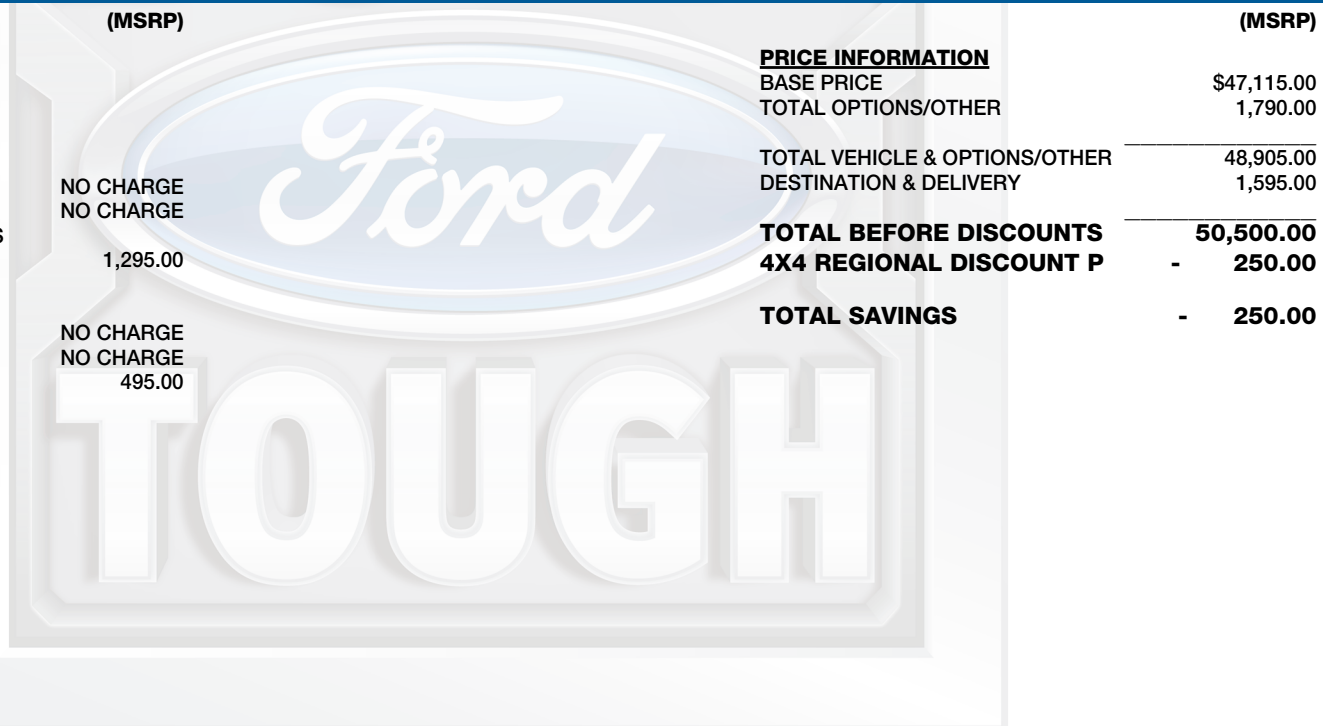 (MSRP)
NO CHARGE
NO CHARGE
S
1,295.00
NO CHARGE
NO CHARGE
495.00
Ford
TOUGH
(MSRP)
PRICE INFORMATION
BASE PRICE $47,115.00
TOTAL OPTIONS/OTHER 1,790.00
TOTAL VEHICLE & OPTIONS/OTHER 48,905.00
DESTINATION & DELIVERY 1,595.00
TOTAL BEFORE DISCOUNTS 50,500.00
4X4 REGIONAL DISCOUNT P - 250.00
TOTAL SAVINGS - 250.00